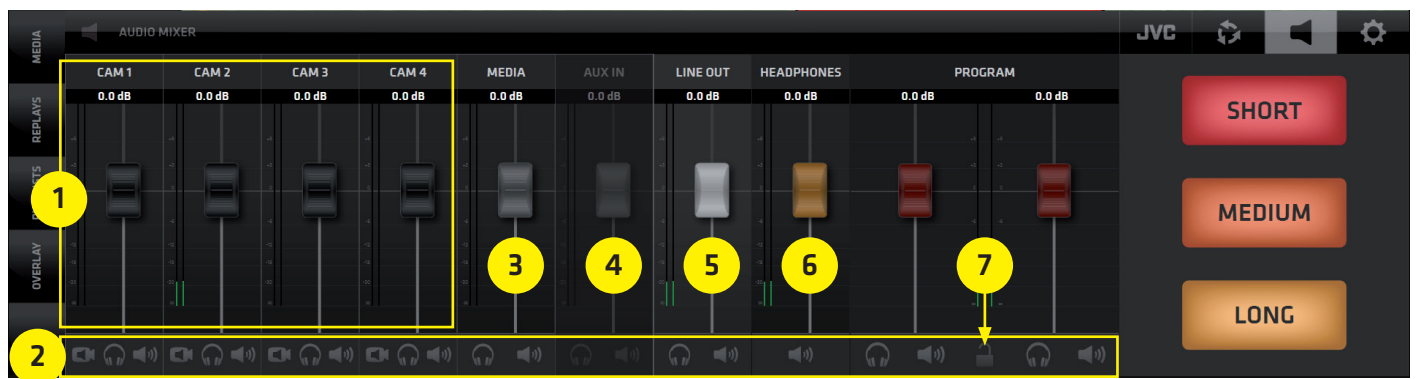 AUDIO MIXER JVC
MEDIA
REPLAYS
OVERLAY
CAM 1 CAM 2 CAM 3 CAM 4 MEDIA AUX IN LINE OUT HEADPHONES PROGRAM
0.0 dB 0.0 dB 0.0 dB 0.0 dB 0.0 dB 0.0 dB 0.0 dB 0.0 dB 0.0 dB 0.0 dB
1
2
3
4
5
6
7
SHORT
MEDIUM
LONG